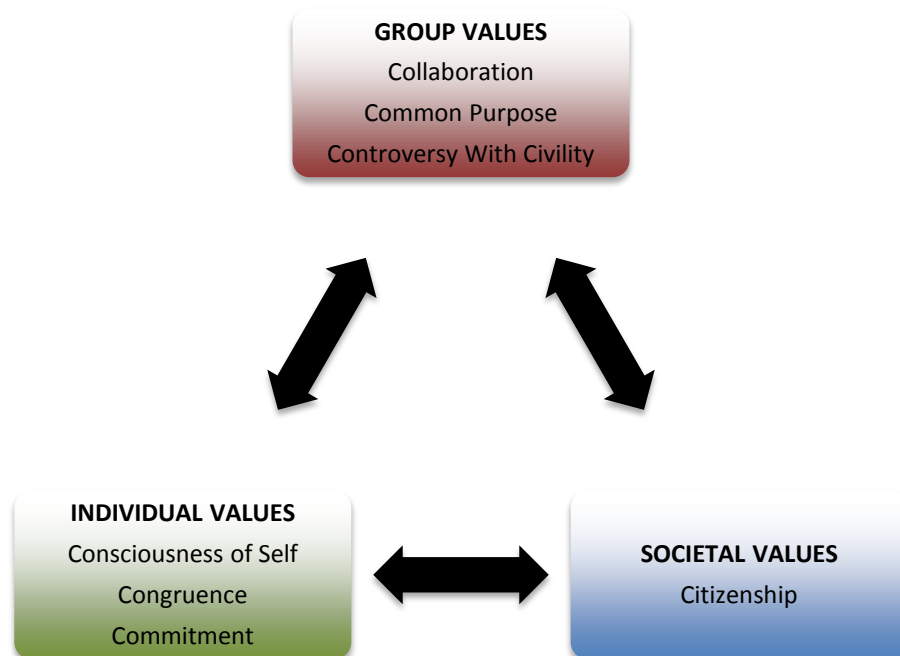 GROUP VALUES
Collaboration
Common Purpose
Controversy With Civility
INDIVIDUAL VALUES
Consciousness of Self
Congruence
Commitment
SOCIETAL VALUES
Citizenship